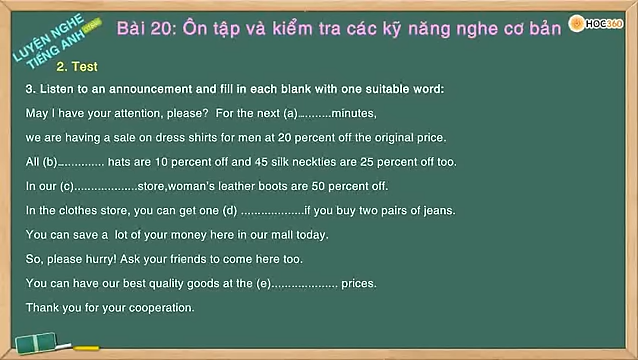 LUYỆN NGHE
TIẾNG ANH
Bài 20: Ôn tập và kiểm tra các kỹ năng nghe cơ bản
HOC360
2. Test
3. Listen to an announcement and fill in each blank with one suitable word:
May I have your attention, please? For the next (a)...........minutes,
we are having a sale on dress shirts for men at 20 percent off the original price.
All (b).............. hats are 10 percent off and 45 silk neckties are 25 percent off too.
In our (c)...................store,woman's leather boots are 50 percent off.
In the clothes store, you can get one (d) ...................if you buy two pairs of jeans.
You can save a lot of your money here in our mall today.
So, please hurry! Ask your friends to come here too.
You can have our best quality goods at the (e).................... prices.
Thank you for your cooperation.